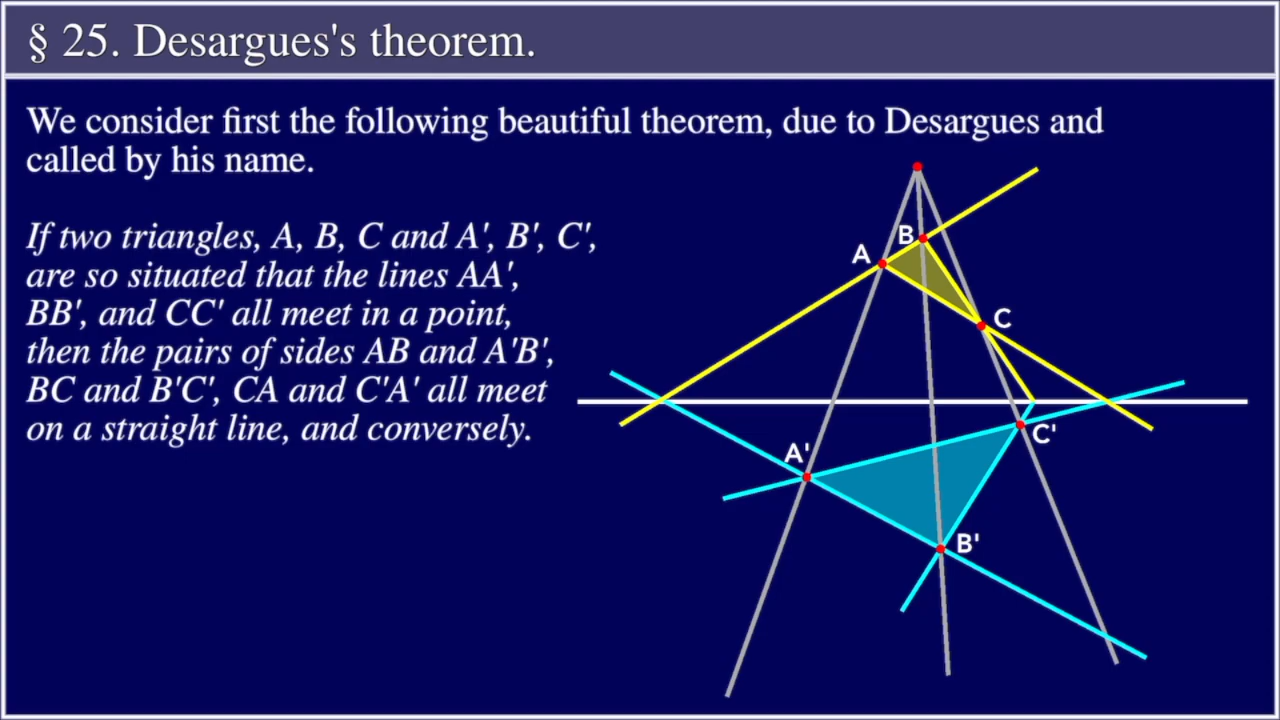 § 25. Desargues's theorem.
We consider first the following beautiful theorem, due to Desargues and
called by his name.
If two triangles, A, B, C and A', B', C',
are so situated that the lines AA',
BB', and CC' all meet in a point,
then the pairs of sides AB and A'B',
BC and B'C', CA and C'A' all meet
on a straight line, and conversely.
B
A
C
C'
A'
B'